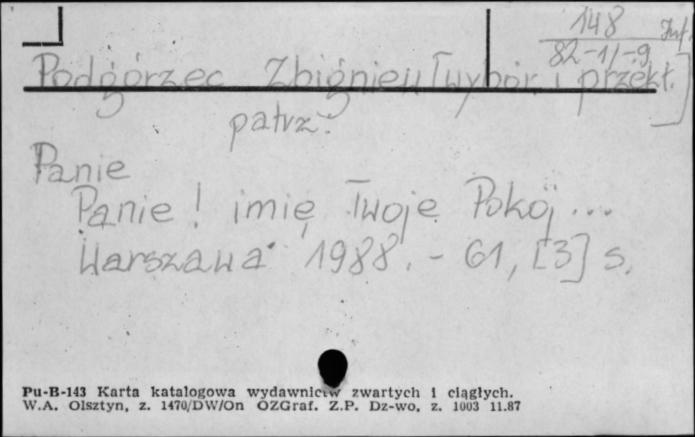 148
82-1/-9
Podgórzec Zbigniew [wybór i przekł.]
patrz:
Panie
Panie! imię Twoje Pokój...
Warszawa 1988. - 61, [3] s.
Pu-B-143 Karta katalogowa wydawnictw zwartych i ciągłych.
W.A. Olsztyn, z. 1470/DW/On OZGraf. Z.P. Dz-wo, z. 1003 11.87